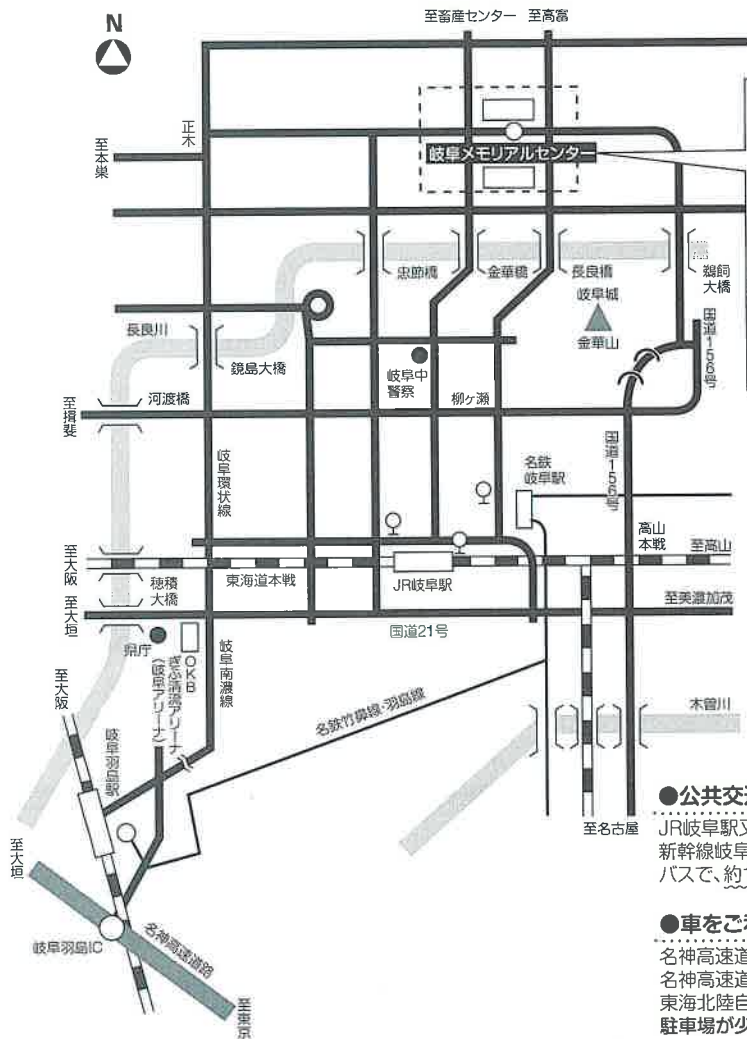 N
至畜産センター
至高富
正木
至本巣
岐阜メモリアルセンター
忠節橋
金華橋
長良橋
鵜飼
大橋
岐阜城
金華山
国道156号
長良川
鏡島大橋
岐阜中
警察
柳ヶ瀬
河渡橋
至揖斐
岐阜環状線
国道156号
名鉄
岐阜駅
高山
本戦
至高山
至大阪
穂積
大橋
東海道本戦
JR岐阜駅
至大垣
至美濃加茂
国道21号
県庁
OKB
ぎふ清流アリーナ
(岐阜アリーナ)
岐阜南濃線
至大阪
岐阜羽島駅
名鉄竹鼻線・羽島線
木曽川
至名古屋
至大垣
岐阜羽島IC
名神高速道路
至東京
●公共交
JR岐阜駅
新幹線岐阜
バスで、約
●車をご
名神高速道
名神高速道
東海北陸自
駐車場が少